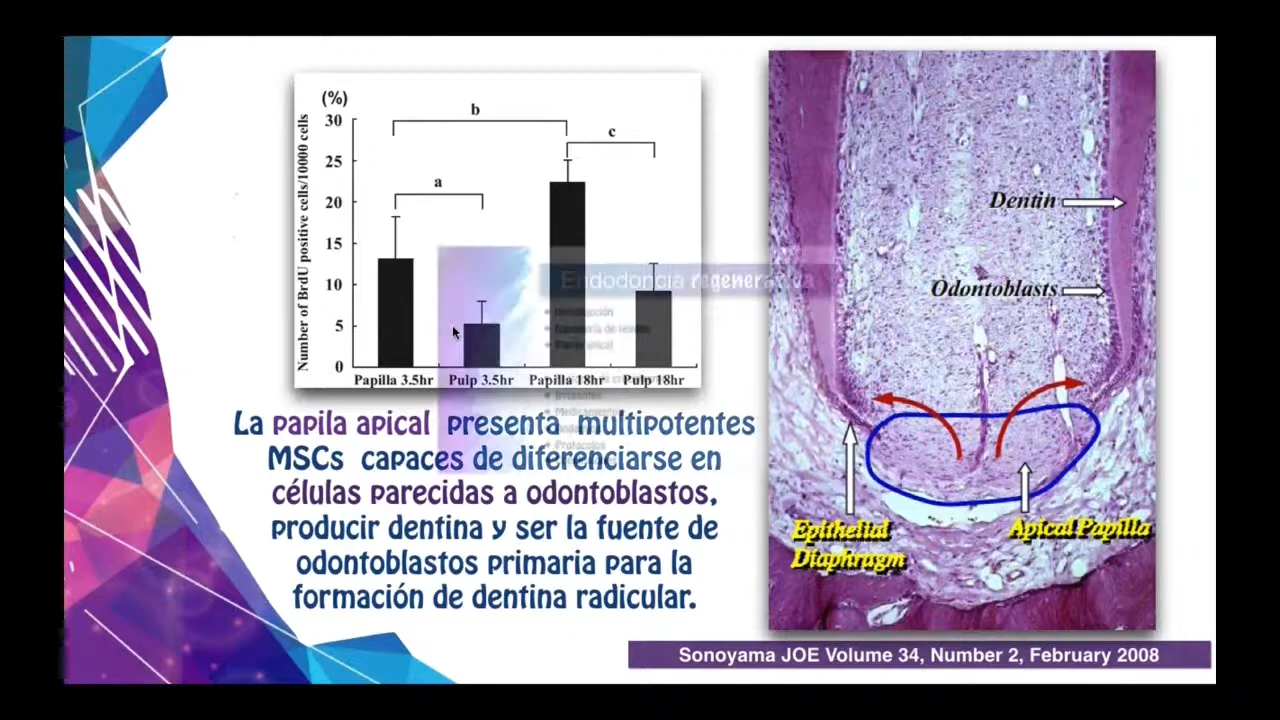 (%)
30
25
20
15
10
5
0
Number of BrdU positive cells/10000 cells
a
b
c
Papilla 3.5hr
Pulp 3.5hr
Papilla 18hr
Pulp 18hr
Endodoncia regenerativa
La papila apical presenta multipotentes
MSCs capaces de diferenciarse en
células parecidas a odontoblastos,
producir dentina y ser la fuente de
odontoblastos primaria para la
formación de dentina radicular.
Dentin
Odontoblasts
Epithelial
Diaphragm
Apical Papilla
Sonoyama JOE Volume 34, Number 2, February 2008